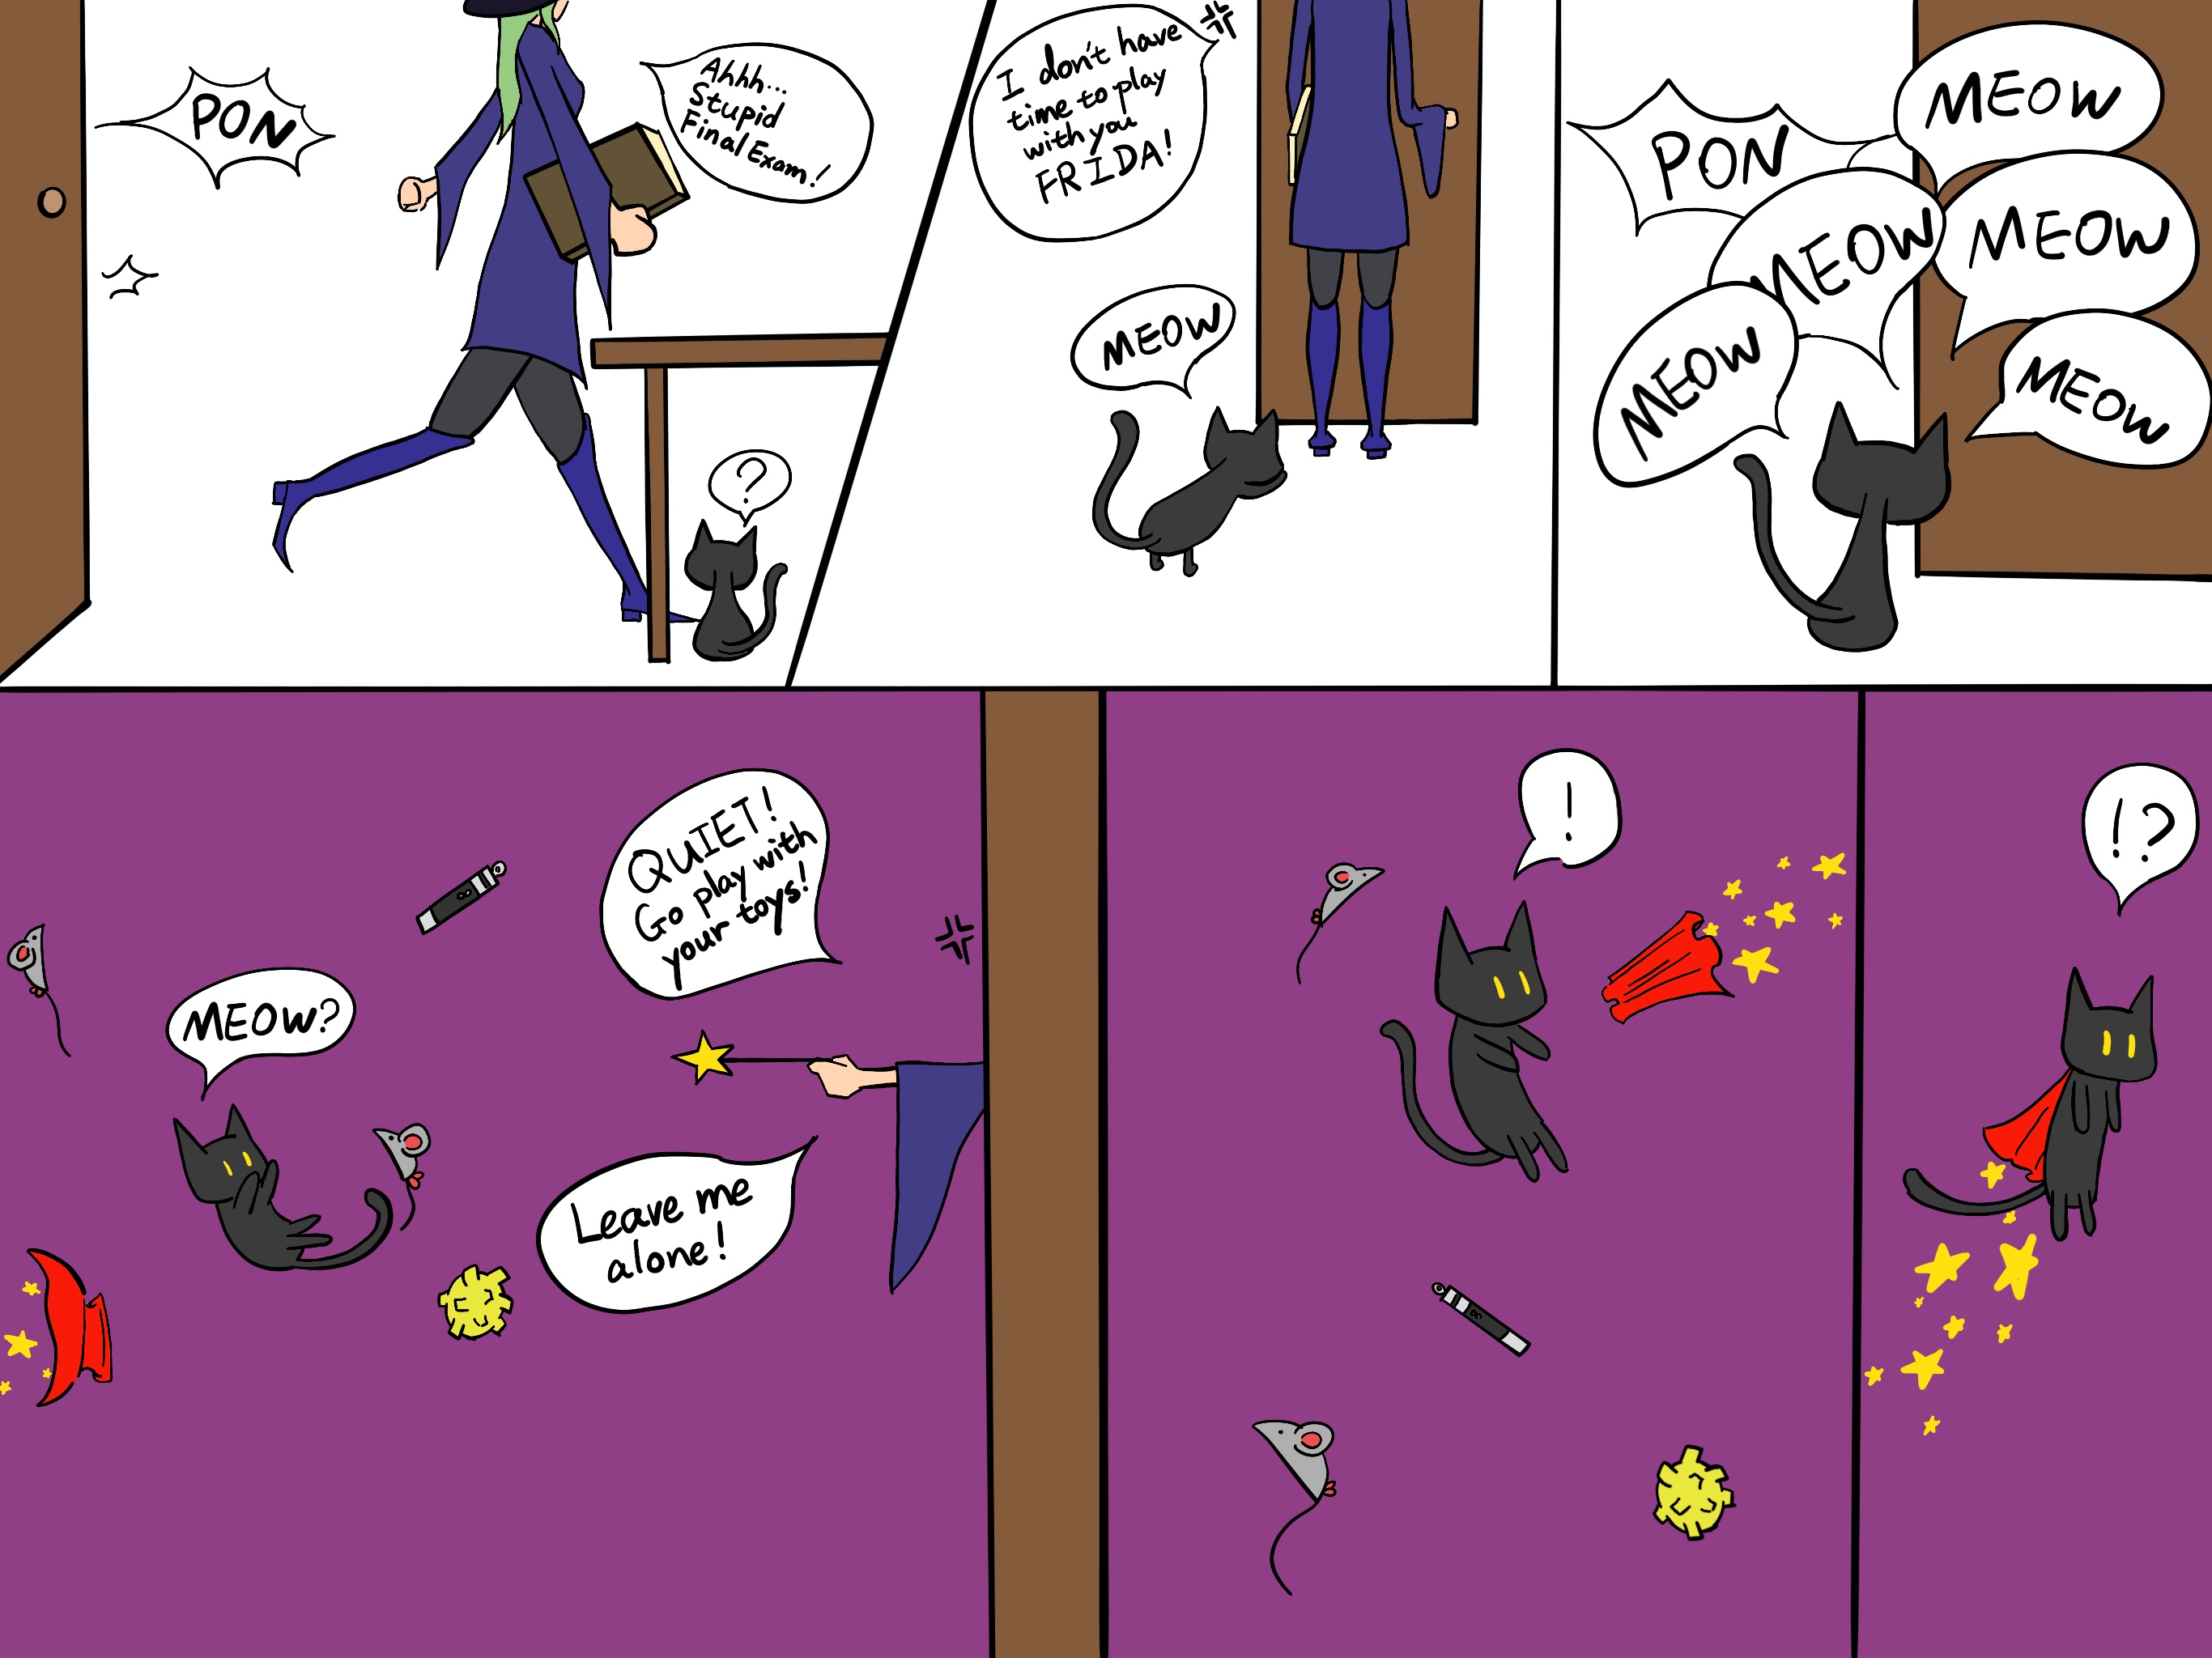 PON
Ahhh...
Stupid
Final Exam!
?
I don't have
time to play
with you
FRIDA!
MEOW
PON
MEOW
MEOW
MEOW
MEOW
MEOW
QUIET!
Go play with
your toys!
MEOW?
Leave me
alone!
!
!?